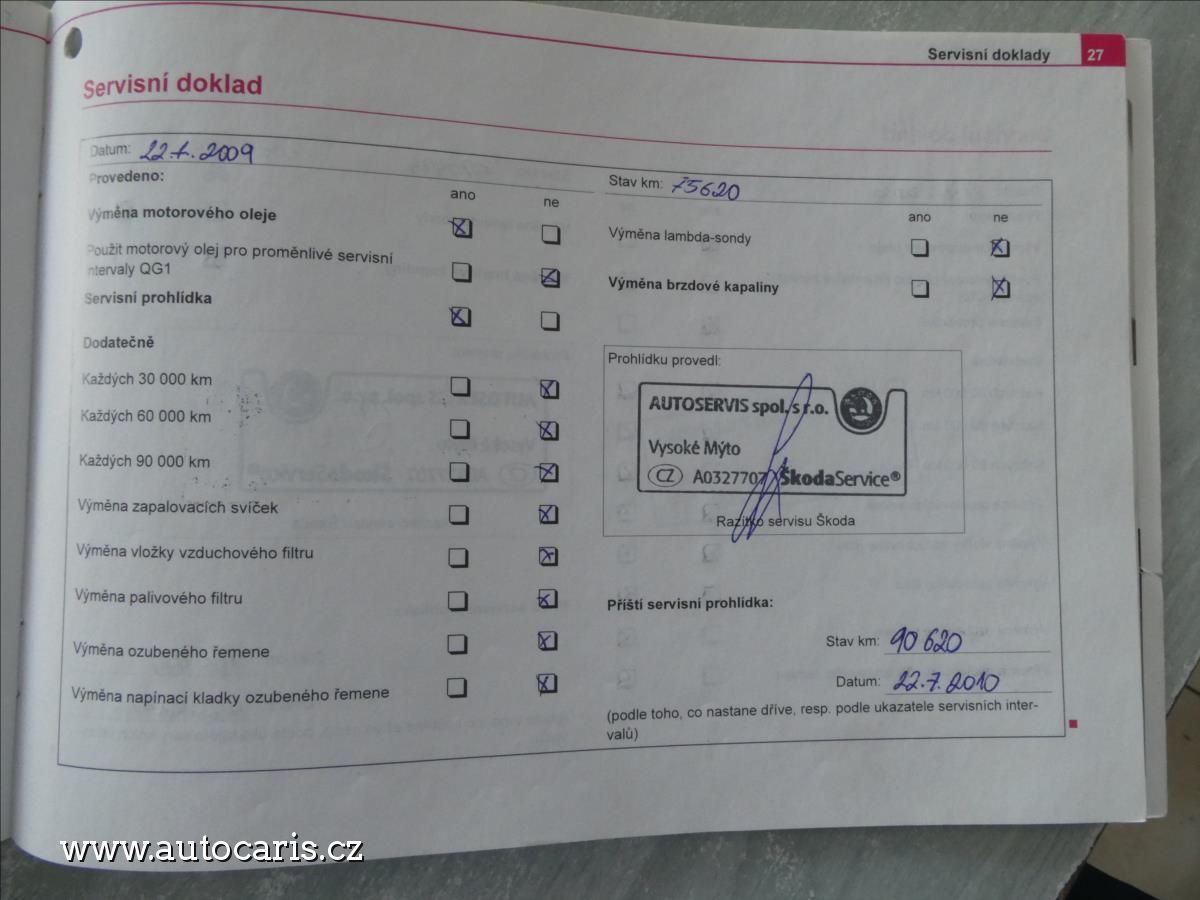 Servisní doklady 27
Servisní doklad
Datum: 22.7.2009
Provedeno:
ano ne
Výměna motorového oleje
Použit motorový olej pro proměnlivé servisní
ntervaly QG1
Servisní prohlídka
Dodatečně
Každých 30 000 km
Každých 60 000 km
Každých 90 000 km
Výměna zapalovacích svíček
Výměna vložky vzduchového filtru
Výměna palivového filtru
Výměna ozubeného řemene
Výměna napínací kladky ozubeného řemene
Stav km: 75620
ano ne
Výměna lambda-sondy
Výměna brzdové kapaliny
Prohlídku provedl:
AUTOSERVIS spol. s r.o.
Vysoké Mýto
CZ A0327707 ŠkodaService®
Razítko servisu Škoda
Příští servisní prohlídka:
Stav km: 90 620
Datum: 22.7.2010
(podle toho, co nastane dříve, resp. podle ukazatele servisních inter-
valů)
www.autocaris.cz